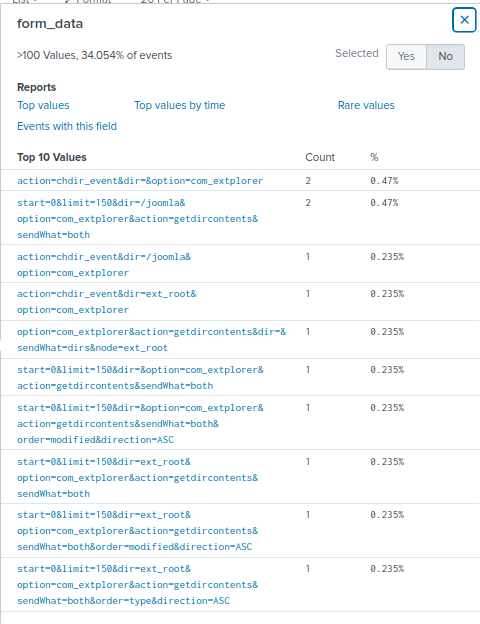 form_data
>100 Values, 34.054% of events
Selected
Yes
No
Reports
Top values
Top values by time
Rare values
Events with this field
Top 10 Values
Count
%
action=chdir_event&dir=&option=com_extplorer
2
0.47%
start=0&limit=150&dir=/joomla&
option=com_extplorer&action=getdircontents&
sendWhat=both
2
0.47%
action=chdir_event&dir=/joomla&
option=com_extplorer
1
0.235%
action=chdir_event&dir=ext_root&
option=com_extplorer
1
0.235%
option=com_extplorer&action=getdircontents&dir=&
sendWhat=dirs&node=ext_root
1
0.235%
start=0&limit=150&dir=&option=com_extplorer&
action=getdircontents&sendWhat=both
1
0.235%
start=0&limit=150&dir=&option=com_extplorer&
action=getdircontents&sendWhat=both&
order=modified&direction=ASC
1
0.235%
start=0&limit=150&dir=ext_root&
option=com_extplorer&action=getdircontents&
sendWhat=both
1
0.235%
start=0&limit=150&dir=ext_root&
option=com_extplorer&action=getdircontents&
sendWhat=both&order=modified&direction=ASC
1
0.235%
start=0&limit=150&dir=ext_root&
option=com_extplorer&action=getdircontents&
sendWhat=both&order=type&direction=ASC
1
0.235%